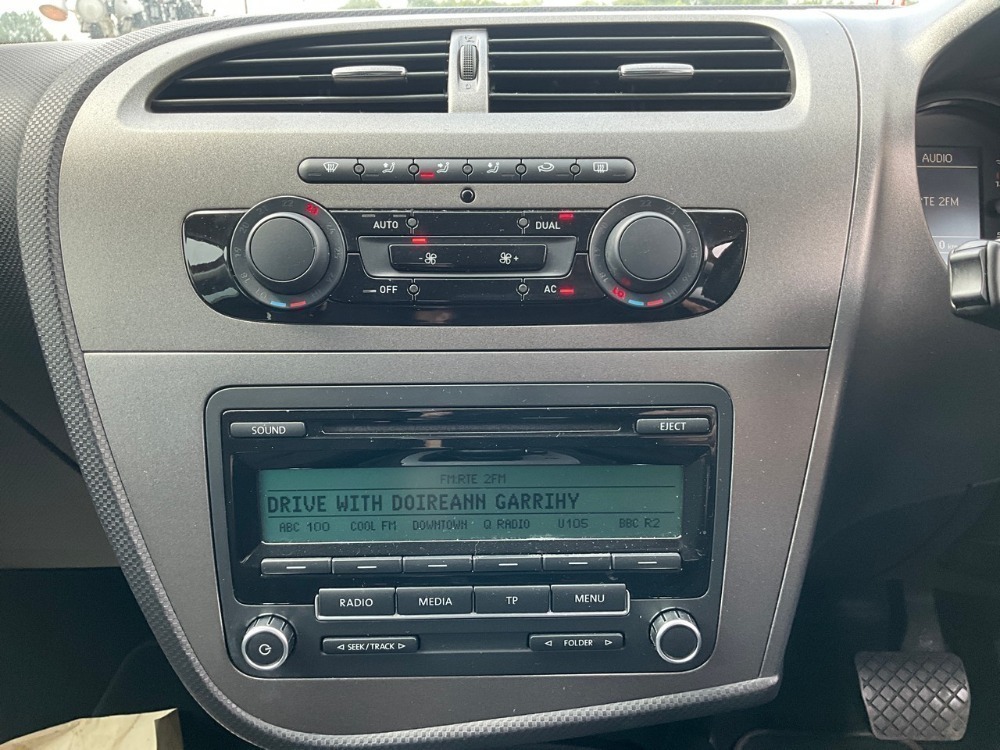 AUDIO
RTE 2FM
AUTO DUAL
OFF AC
SOUND EJECT
FM:RTE 2FM
DRIVE WITH DOIREANN GARRIHY
ABC 100 COOL FM DOWNTOWN Q RADIO U105 BBC R2
RADIO MEDIA TP MENU
SEEK/TRACK FOLDER